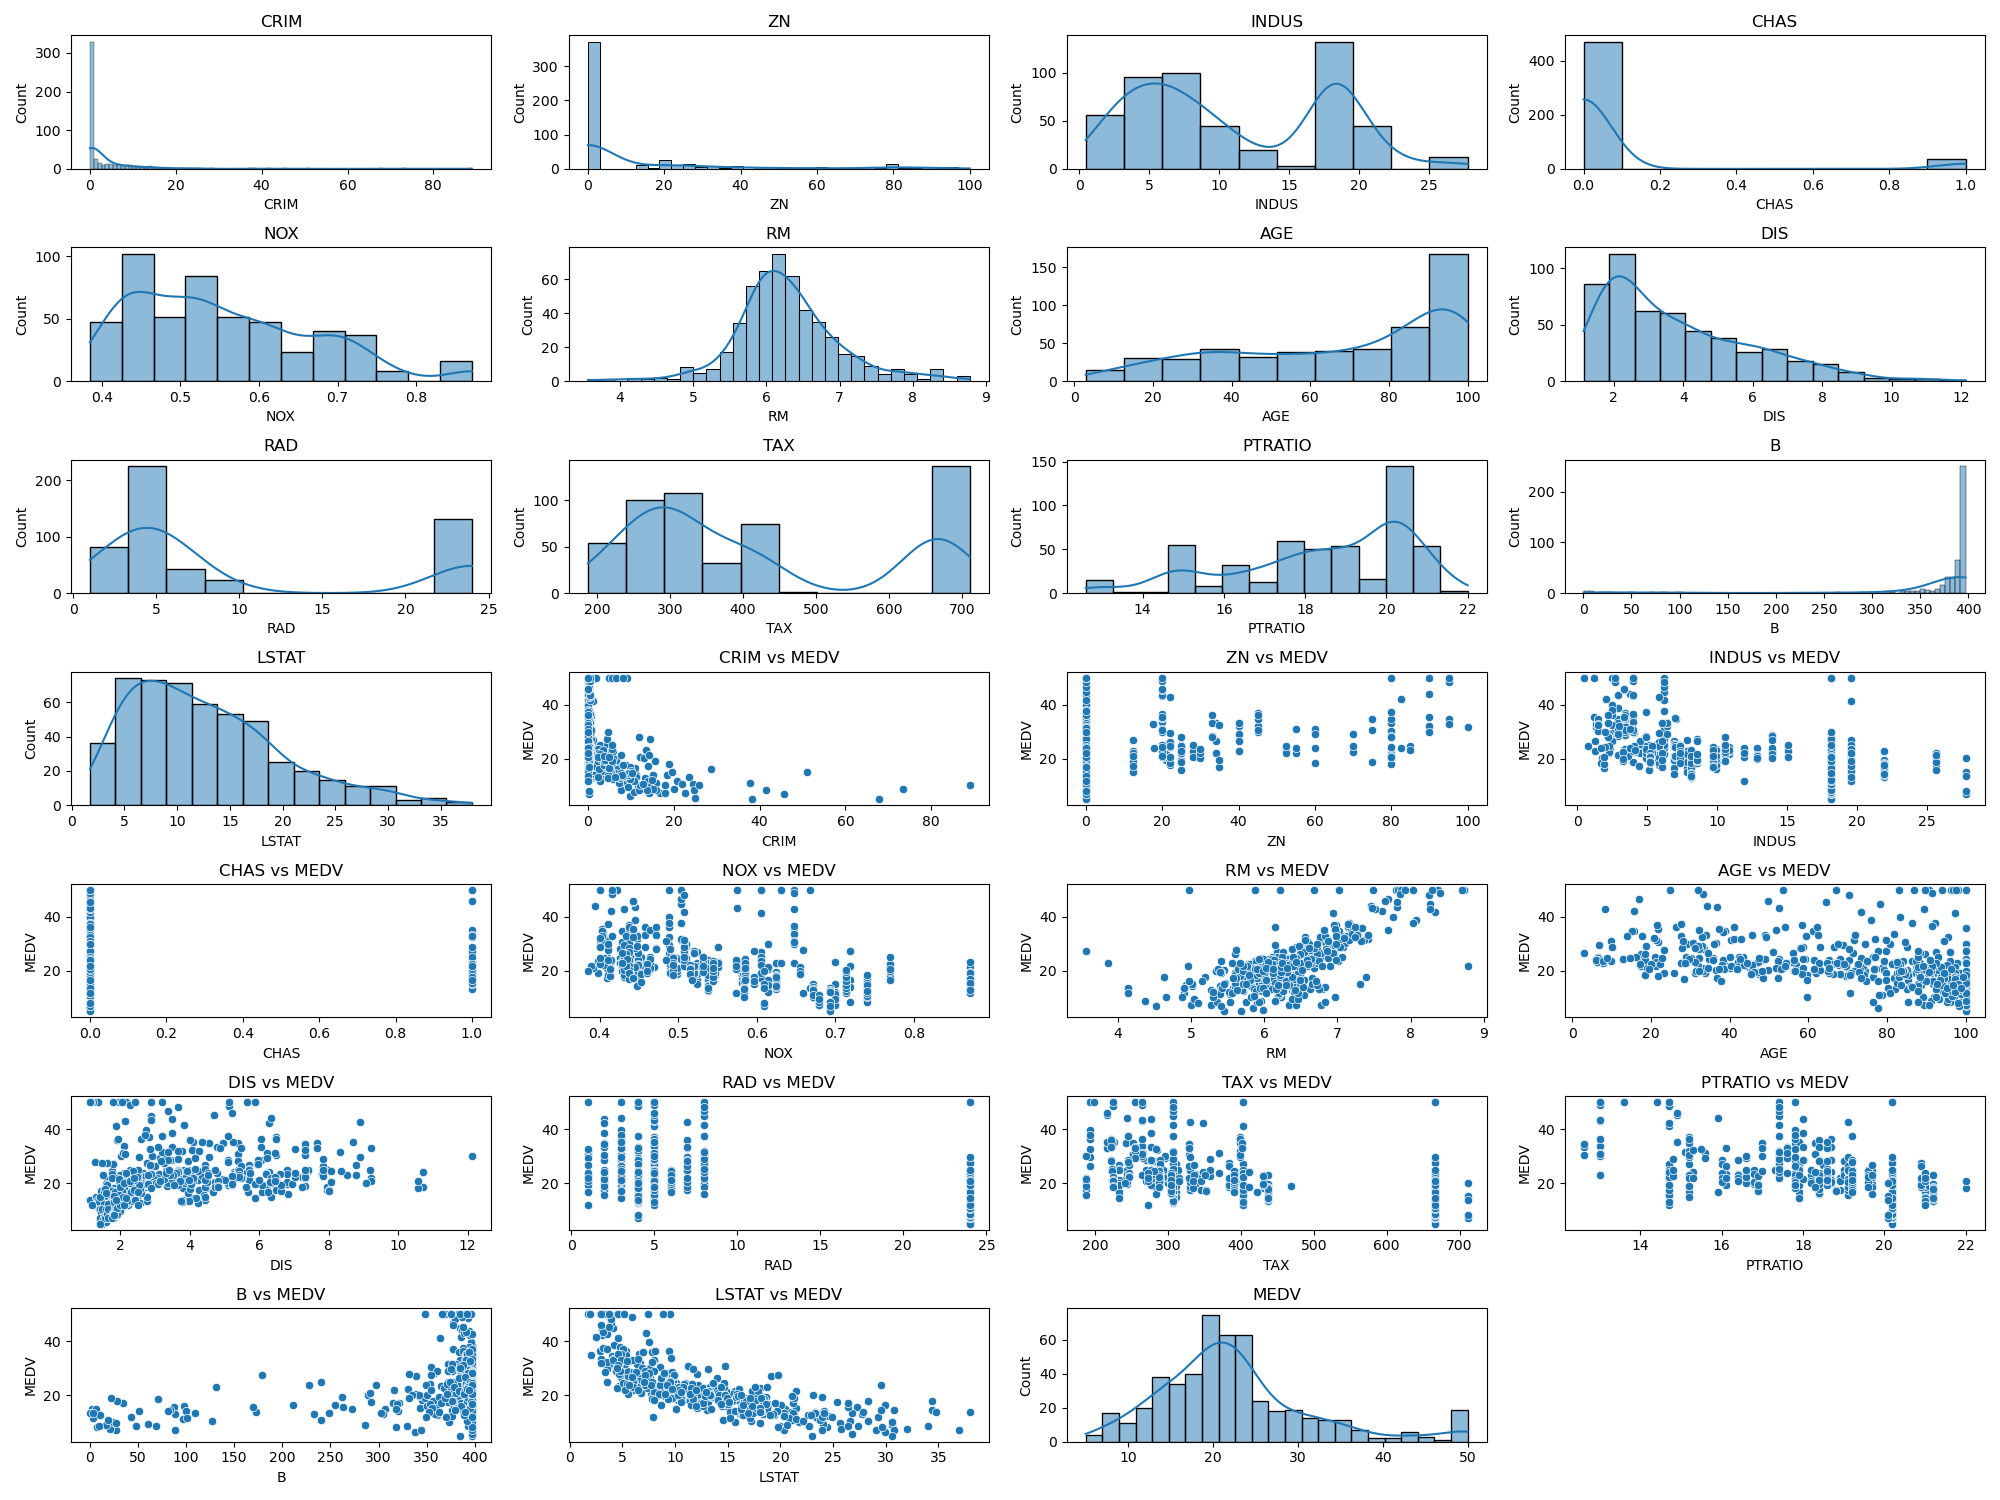 CRIM ZN INDUS CHAS
300 200 100 0 Count 0 20 40 60 80 CRIM
300 200 100 0 Count 0 20 40 60 80 100 ZN
100 50 0 Count 0 5 10 15 20 25 INDUS
400 200 0 Count 0.0 0.2 0.4 0.6 0.8 1.0 CHAS
NOX RM AGE DIS
100 50 0 Count 0.4 0.5 0.6 0.7 0.8 NOX
60 40 20 0 Count 4 5 6 7 8 9 RM
150 100 50 0 Count 0 20 40 60 80 100 AGE
100 50 0 Count 2 4 6 8 10 12 DIS
RAD TAX PTRATIO B
200 100 0 Count 0 5 10 15 20 25 RAD
100 50 0 Count 200 300 400 500 600 700 TAX
150 100 50 0 Count 14 16 18 20 22 PTRATIO
200 100 0 Count 0 50 100 150 200 250 300 350 400 B
LSTAT CRIM vs MEDV ZN vs MEDV INDUS vs MEDV
60 40 20 0 Count 0 5 10 15 20 25 30 35 LSTAT
40 20 MEDV 0 20 40 60 80 CRIM
40 20 MEDV 0 20 40 60 80 100 ZN
40 20 MEDV 0 5 10 15 20 25 INDUS
CHAS vs MEDV NOX vs MEDV RM vs MEDV AGE vs MEDV
40 20 MEDV 0.0 0.2 0.4 0.6 0.8 1.0 CHAS
40 20 MEDV 0.4 0.5 0.6 0.7 0.8 NOX
40 20 MEDV 4 5 6 7 8 9 RM
40 20 MEDV 0 20 40 60 80 100 AGE
DIS vs MEDV RAD vs MEDV TAX vs MEDV PTRATIO vs MEDV
40 20 MEDV 2 4 6 8 10 12 DIS
40 20 MEDV 0 5 10 15 20 25 RAD
40 20 MEDV 200 300 400 500 600 700 TAX
40 20 MEDV 14 16 18 20 22 PTRATIO
B vs MEDV LSTAT vs MEDV MEDV
40 20 MEDV 0 50 100 150 200 250 300 350 400 B
40 20 MEDV 0 5 10 15 20 25 30 35 LSTAT
60 40 20 0 Count 10 20 30 40 50